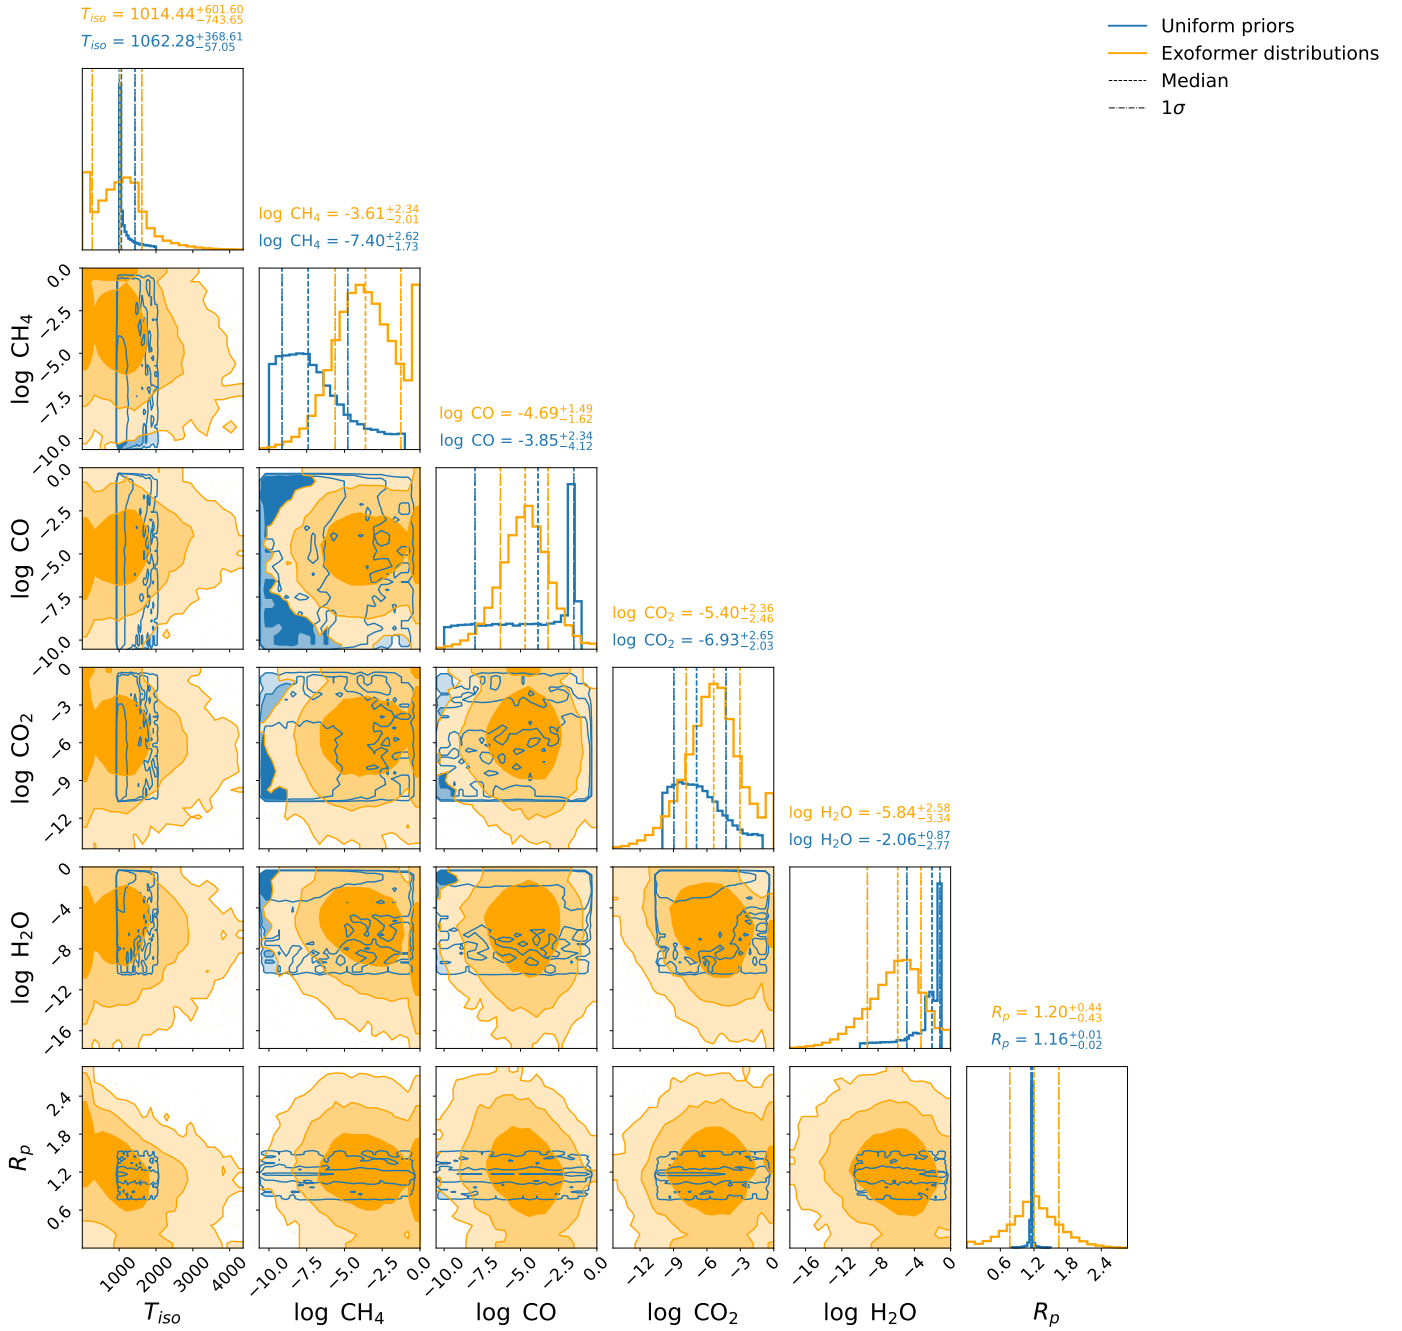 T_iso = 1014.44+601.60−743.65
T_iso = 1062.28+368.61−57.05
Uniform priors
Exoformer distributions
Median
1σ
log CH4 = -3.61+2.34−2.01
log CH4 = -7.40+2.62−1.73
log CH4
0.0
−2.5
−5.0
−7.5
−10.0
log CO = -4.69+1.49−1.62
log CO = -3.85+2.34−4.12
log CO
0.0
−2.5
−5.0
−7.5
−10.0
log CO2 = -5.40+2.36−2.46
log CO2 = -6.93+2.65−2.03
log CO2
0
−3
−6
−9
−12
log H2O = -5.84+2.58−3.34
log H2O = -2.06+0.87−2.77
log H2O
0
−4
−8
−12
−16
Rp = 1.20+0.44−0.43
Rp = 1.16+0.01−0.02
Rp
2.4
1.8
1.2
0.6
1000 2000 3000 4000
−10.0 −7.5 −5.0 −2.5 0.0
−10.0 −7.5 −5.0 −2.5 0.0
−12 −9 −6 −3 0
−16 −12 −8 −4 0
0.6 1.2 1.8 2.4
T_iso
log CH4
log CO
log CO2
log H2O
Rp